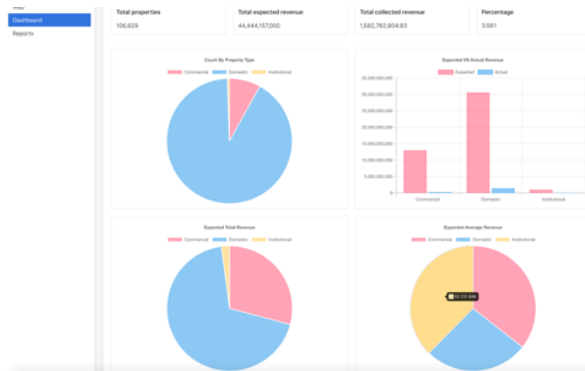 Dashboard
Reports
Total properties
106,629
Total expected revenue
44,444,157,000
Total collected revenue
1,582,762,804.83
Percentage
3.561
Count By Property Type
Commercial Domestic Institutional
Expected VS Actual Revenue
Expected Actual
35,000,000,000
30,000,000,000
25,000,000,000
20,000,000,000
15,000,000,000
10,000,000,000
5,000,000,000
0
Commercial Domestic Institutional
Expected Total Revenue
Commercial Domestic Institutional
Expected Average Revenue
Commercial Domestic Institutional